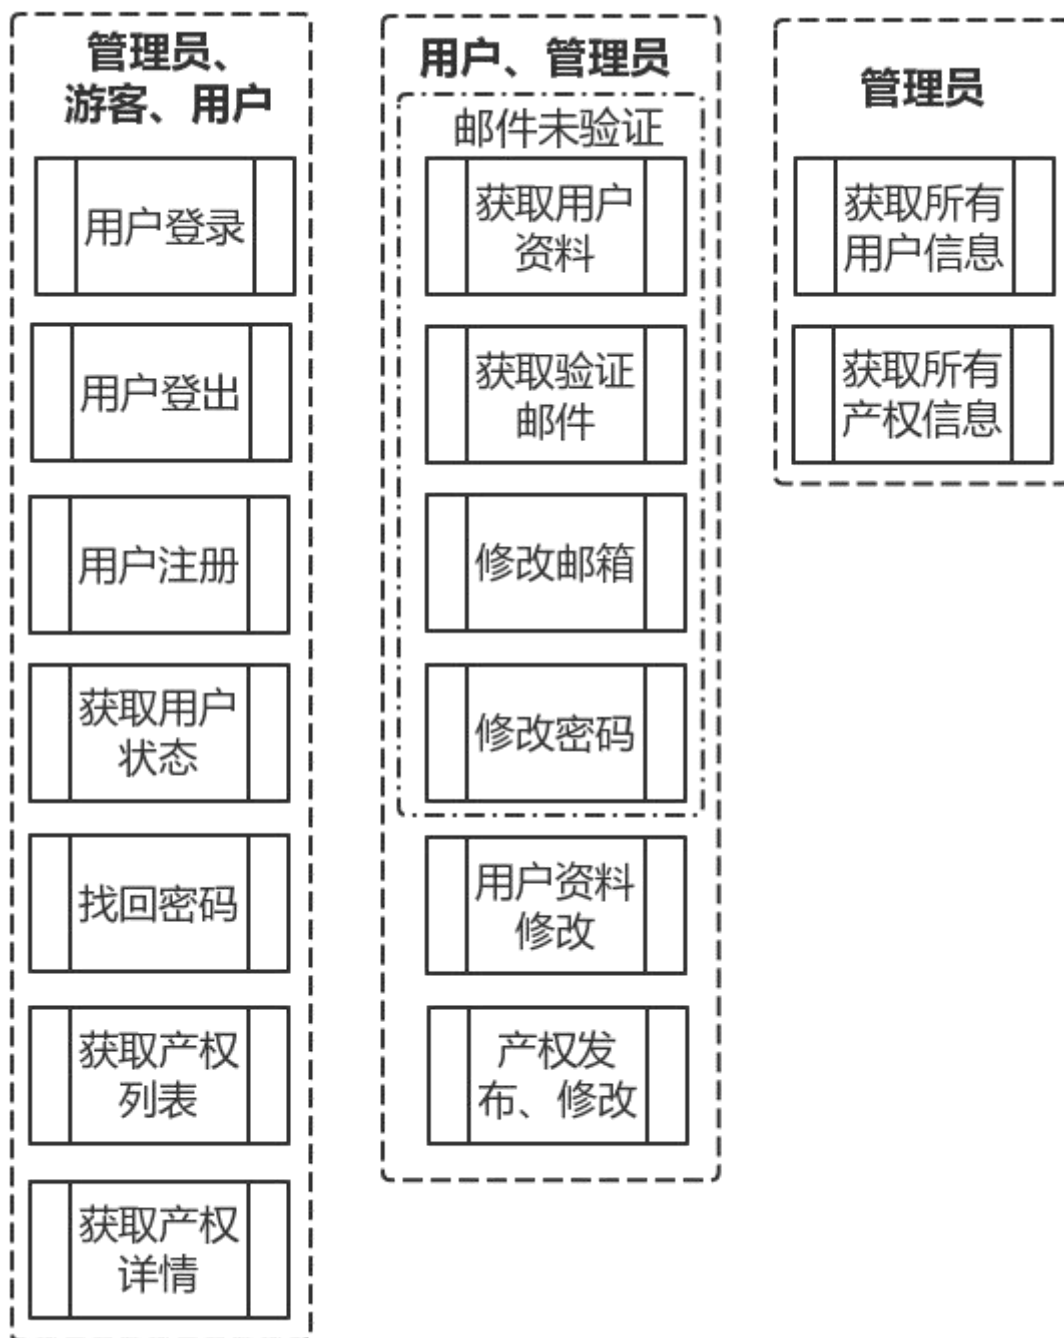 管理员、
游客、用户
用户登录
用户登出
用户注册
获取用户
状态
找回密码
获取产权
列表
获取产权
详情
用户、管理员
邮件未验证
获取用户
资料
获取验证
邮件
修改邮箱
修改密码
用户资料
修改
产权发
布、修改
管理员
获取所有
用户信息
获取所有
产权信息